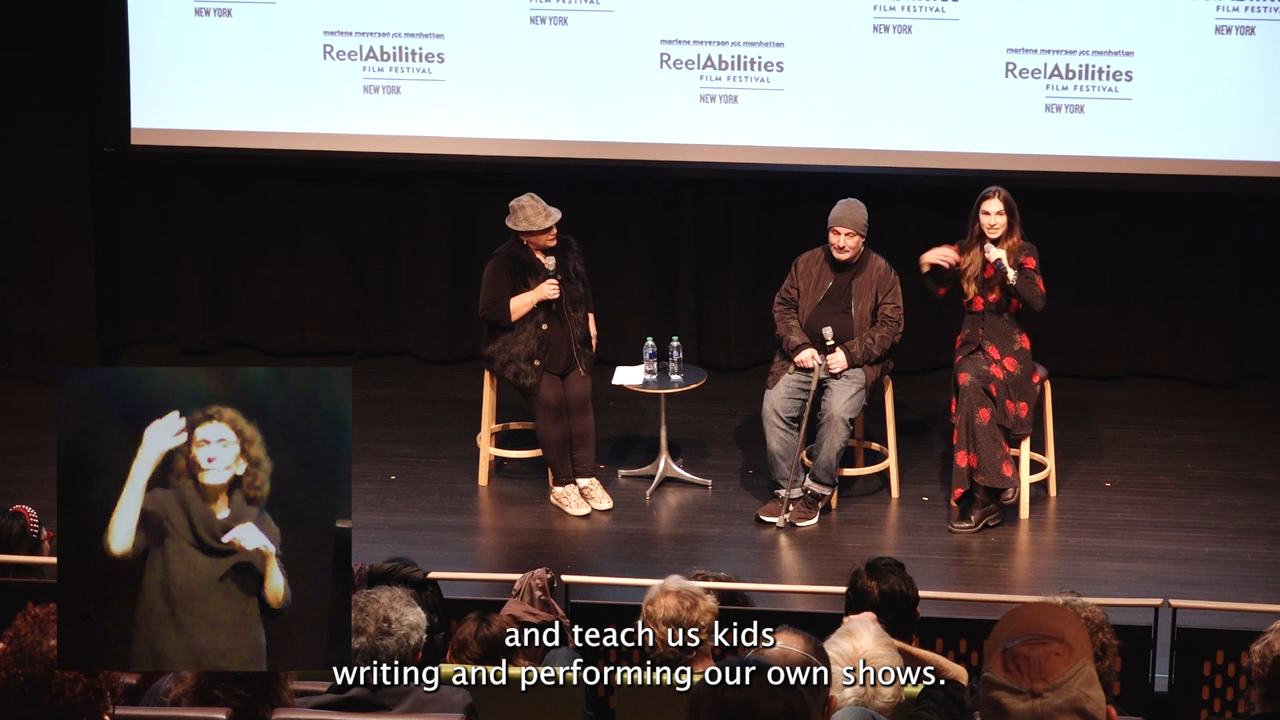 NEW YORK
FILM FESTIVAL
NEW YORK
FILM FESTIVAL
NEW YORK
NEW YORK
marlene meyerson jcc manhattan
ReelAbilities
FILM FESTIVAL
NEW YORK
marlene meyerson jcc manhattan
ReelAbilities
FILM FESTIVAL
NEW YORK
marlene meyerson jcc manhattan
ReelAbilities
FILM FESTIVAL
NEW YORK
and teach us kids
writing and performing our own shows.